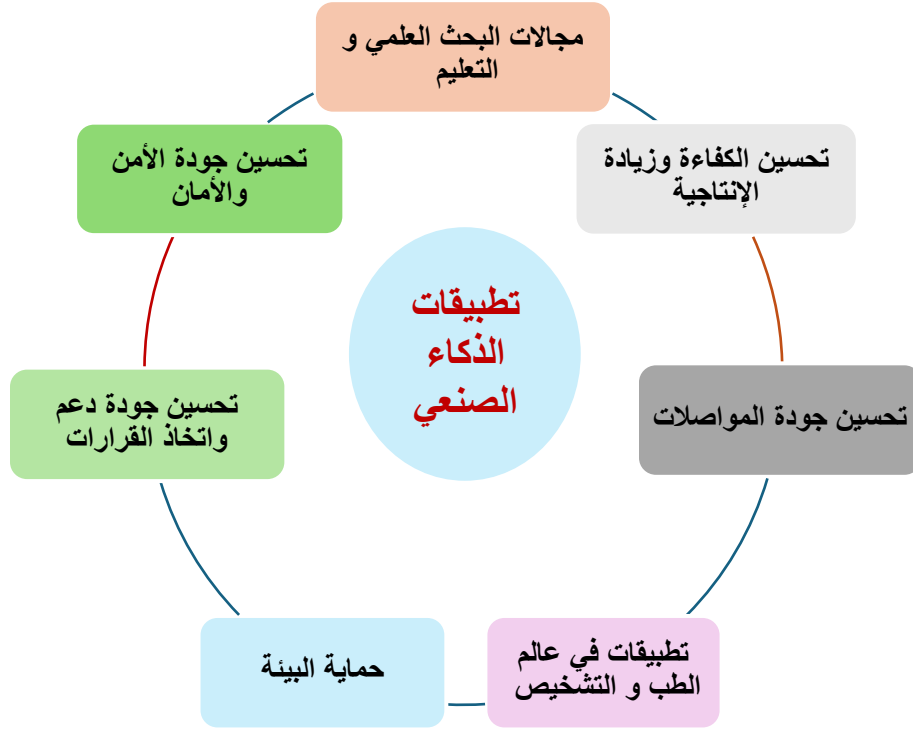 مجالات البحث العلمي و
التعليم
تحسين الكفاءة وزيادة
الإنتاجية
تحسين جودة المواصلات
تطبيقات في عالم
الطب و التشخيص
حماية البيئة
تحسين جودة دعم
واتخاذ القرارات
تحسين جودة الأمن
والأمان
تطبيقات
الذكاء
الصنعي